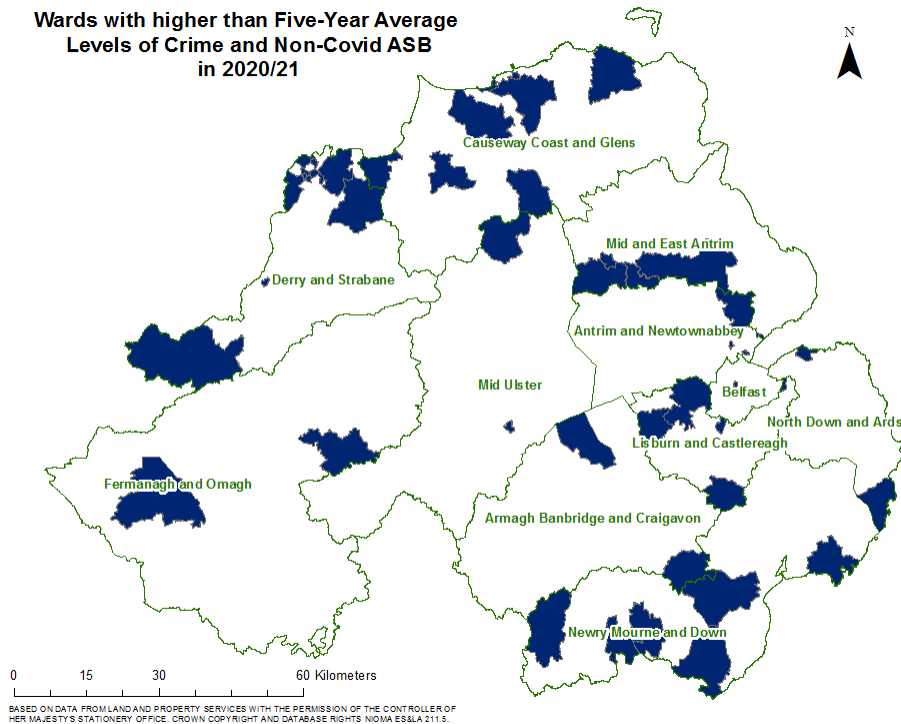 Wards with higher than Five-Year Average
Levels of Crime and Non-Covid ASB
in 2020/21
N
Causeway Coast and Glens
Mid and East Antrim
Derry and Strabane
Antrim and Newtownabbey
Mid Ulster
Belfast
North Down and Ards
Lisburn and Castlereagh
Fermanagh and Omagh
Armagh Banbridge and Craigavon
Newry Mourne and Down
0 15 30 60 Kilometers
BASED ON DATA FROM LAND AND PROPERTY SERVICES WITH THE PERMISSION OF THE CONTROLLER OF
HER MAJESTY'S STATIONERY OFFICE. CROWN COPYRIGHT AND DATABASE RIGHTS NIOMA ES&LA 211.5.